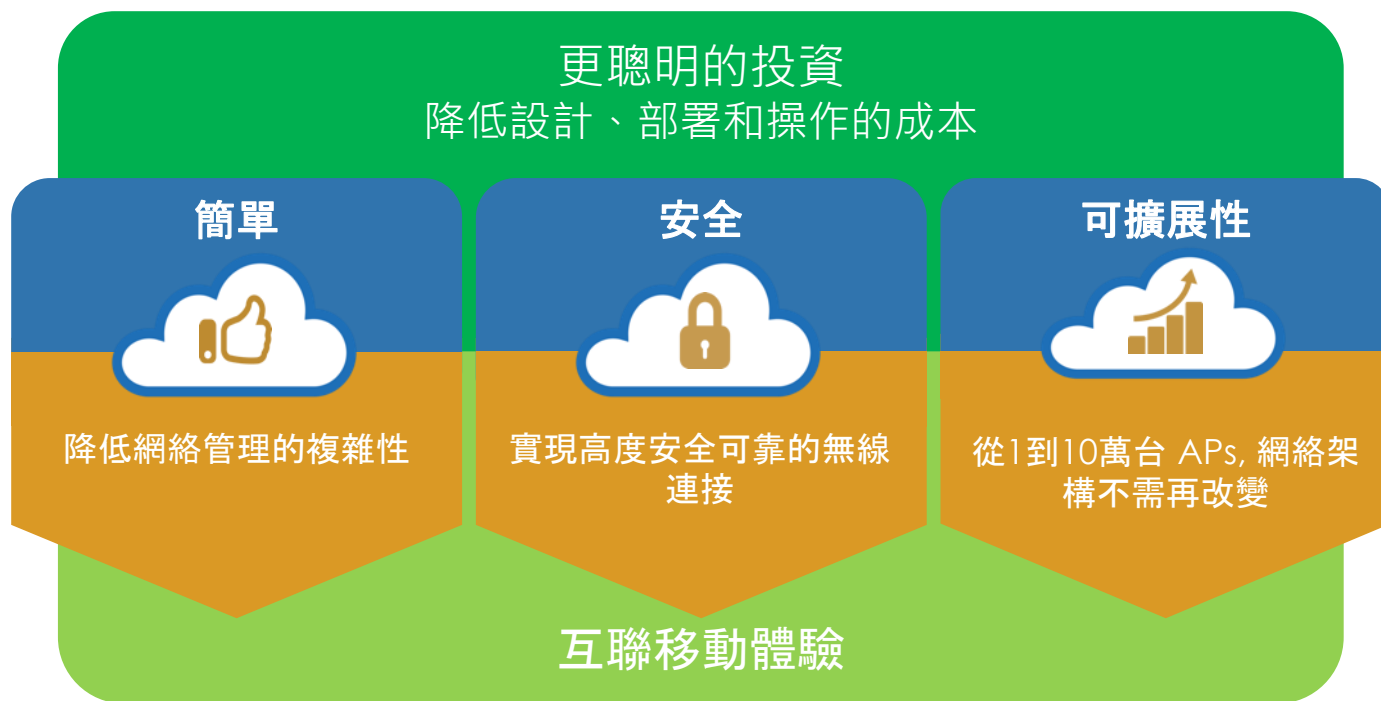 更聰明的投資
降低設計、部署和操作的成本
簡單
安全
可擴展性
降低網絡管理的複雜性
實現高度安全可靠的無線
連接
從1到10萬台 APs, 網絡架
構不需再改變
互聯移動體驗